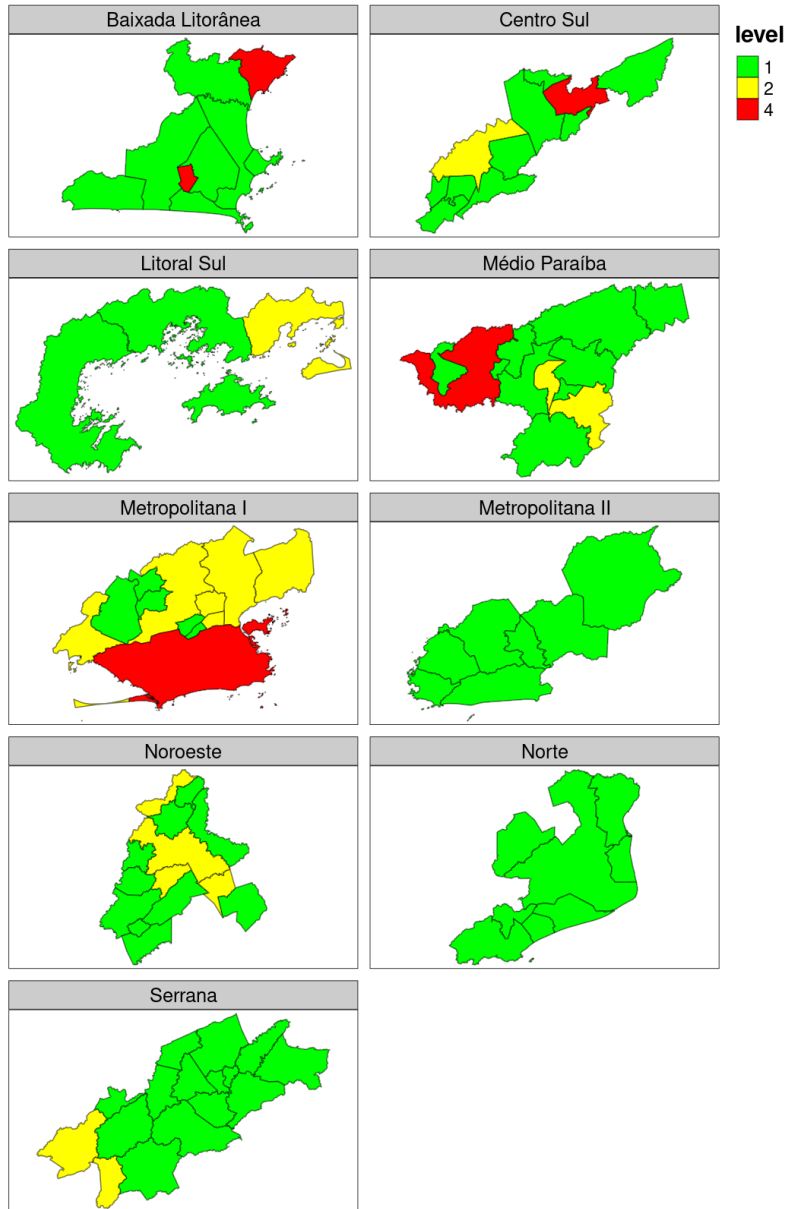 Baixada Litorânea
Centro Sul
level
1
2
4
Litoral Sul
Médio Paraíba
Metropolitana I
Metropolitana II
Noroeste
Norte
Serrana